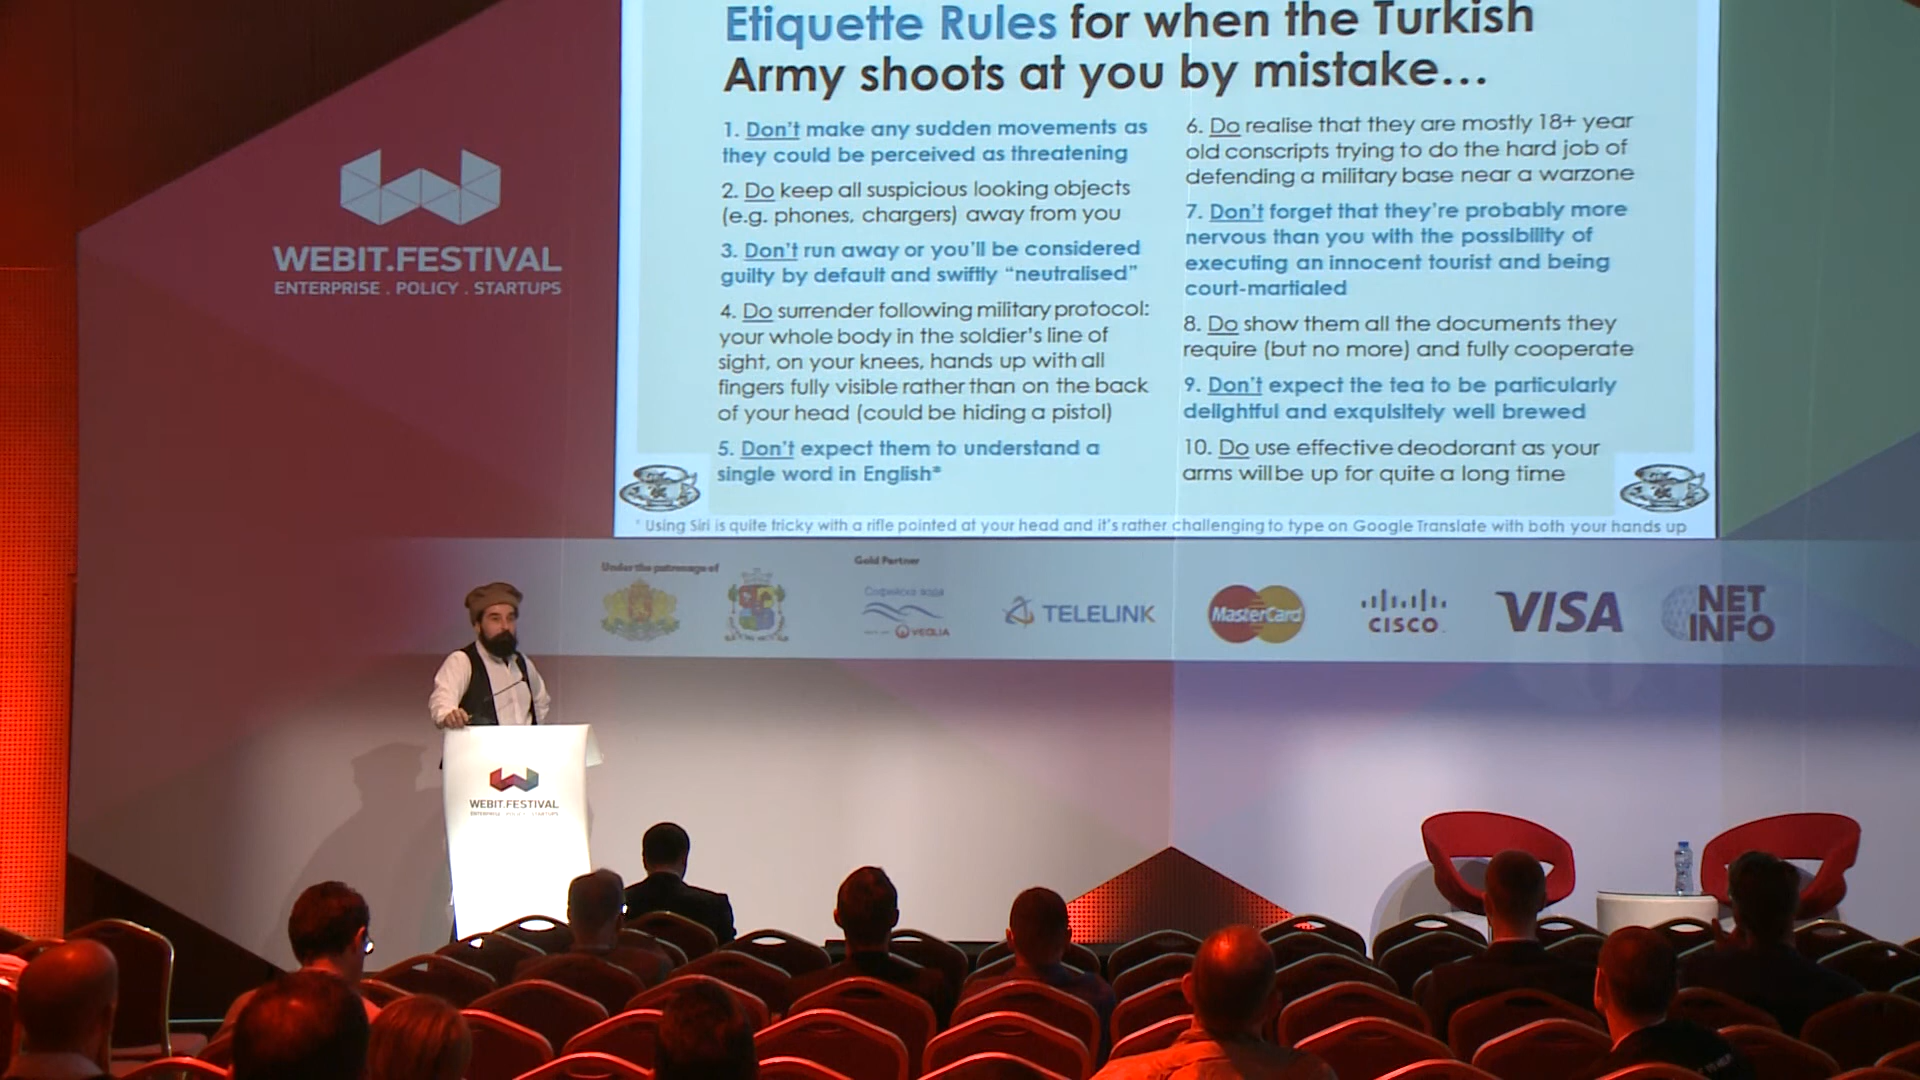 Etiquette Rules for when the Turkish
Army shoots at you by mistake...
1. Don't make any sudden movements as
they could be perceived as threatening
2. Do keep all suspicious looking objects
(e.g. phones, chargers) away from you
3. Don't run away or you'll be considered
guilty by default and swiftly “neutralised”
4. Do surrender following military protocol:
your whole body in the soldier's line of
sight, on your knees, hands up with all
fingers fully visible rather than on the back
of your head (could be hiding a pistol)
5. Don't expect them to understand a
single word in English*
6. Do realise that they are mostly 18+ year
old conscripts trying to do the hard job of
defending a military base near a warzone
7. Don't forget that they're probably more
nervous than you with the possibility of
executing an innocent tourist and being
court-martialed
8. Do show them all the documents they
require (but no more) and fully cooperate
9. Don't expect the tea to be particularly
delightful and exquisitely well brewed
10. Do use effective deodorant as your
arms will be up for quite a long time
* Using Siri is quite tricky with a rifle pointed at your head and it's rather challenging to type on Google Translate with both your hands up
WEBIT.FESTIVAL
ENTERPRISE . POLICY . STARTUPS
Under the patronage of
Gold Partner
Софийска вода
VEOLIA
TELELINK
MasterCard
CISCO
VISA
NET
INFO
WEBIT.FESTIVAL
ENTERPRISE . POLICY . STARTUPS